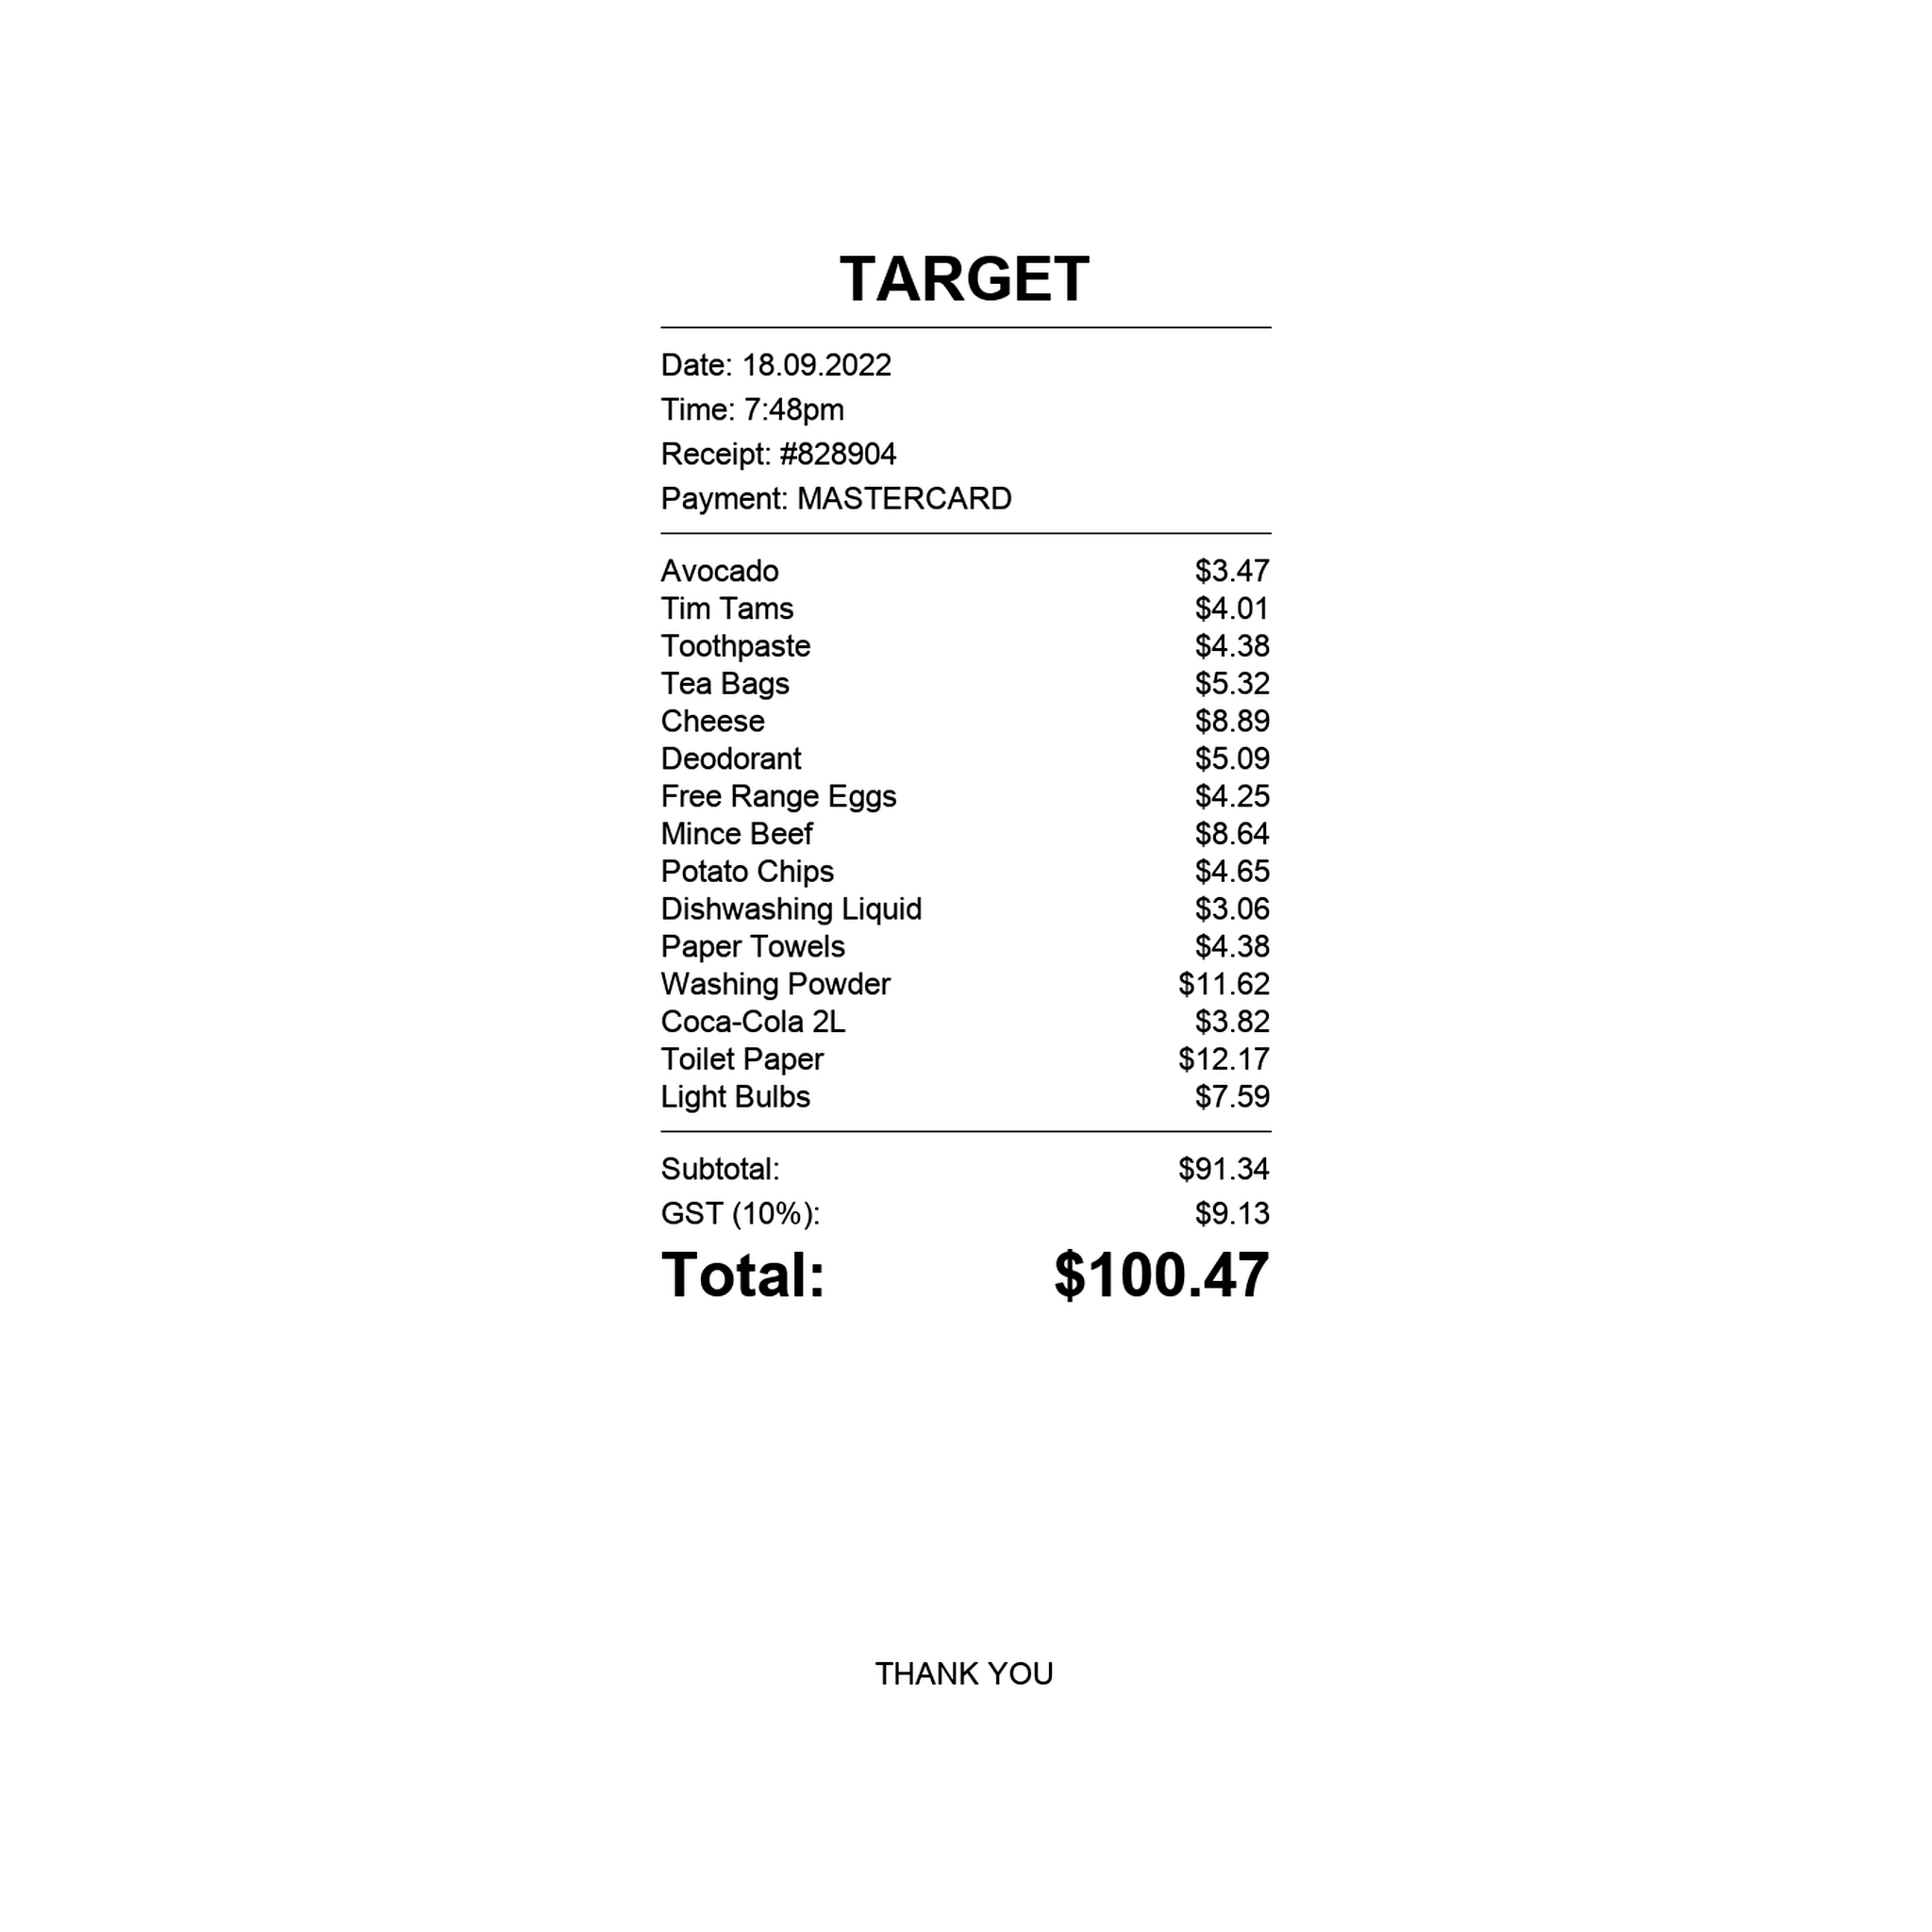 TARGET
Date: 18.09.2022
Time: 7:48pm
Receipt: #828904
Payment: MASTERCARD
Avocado $3.47
Tim Tams $4.01
Toothpaste $4.38
Tea Bags $5.32
Cheese $8.89
Deodorant $5.09
Free Range Eggs $4.25
Mince Beef $8.64
Potato Chips $4.65
Dishwashing Liquid $3.06
Paper Towels $4.38
Washing Powder $11.62
Coca-Cola 2L $3.82
Toilet Paper $12.17
Light Bulbs $7.59
Subtotal: $91.34
GST (10%): $9.13
Total: $100.47
THANK YOU